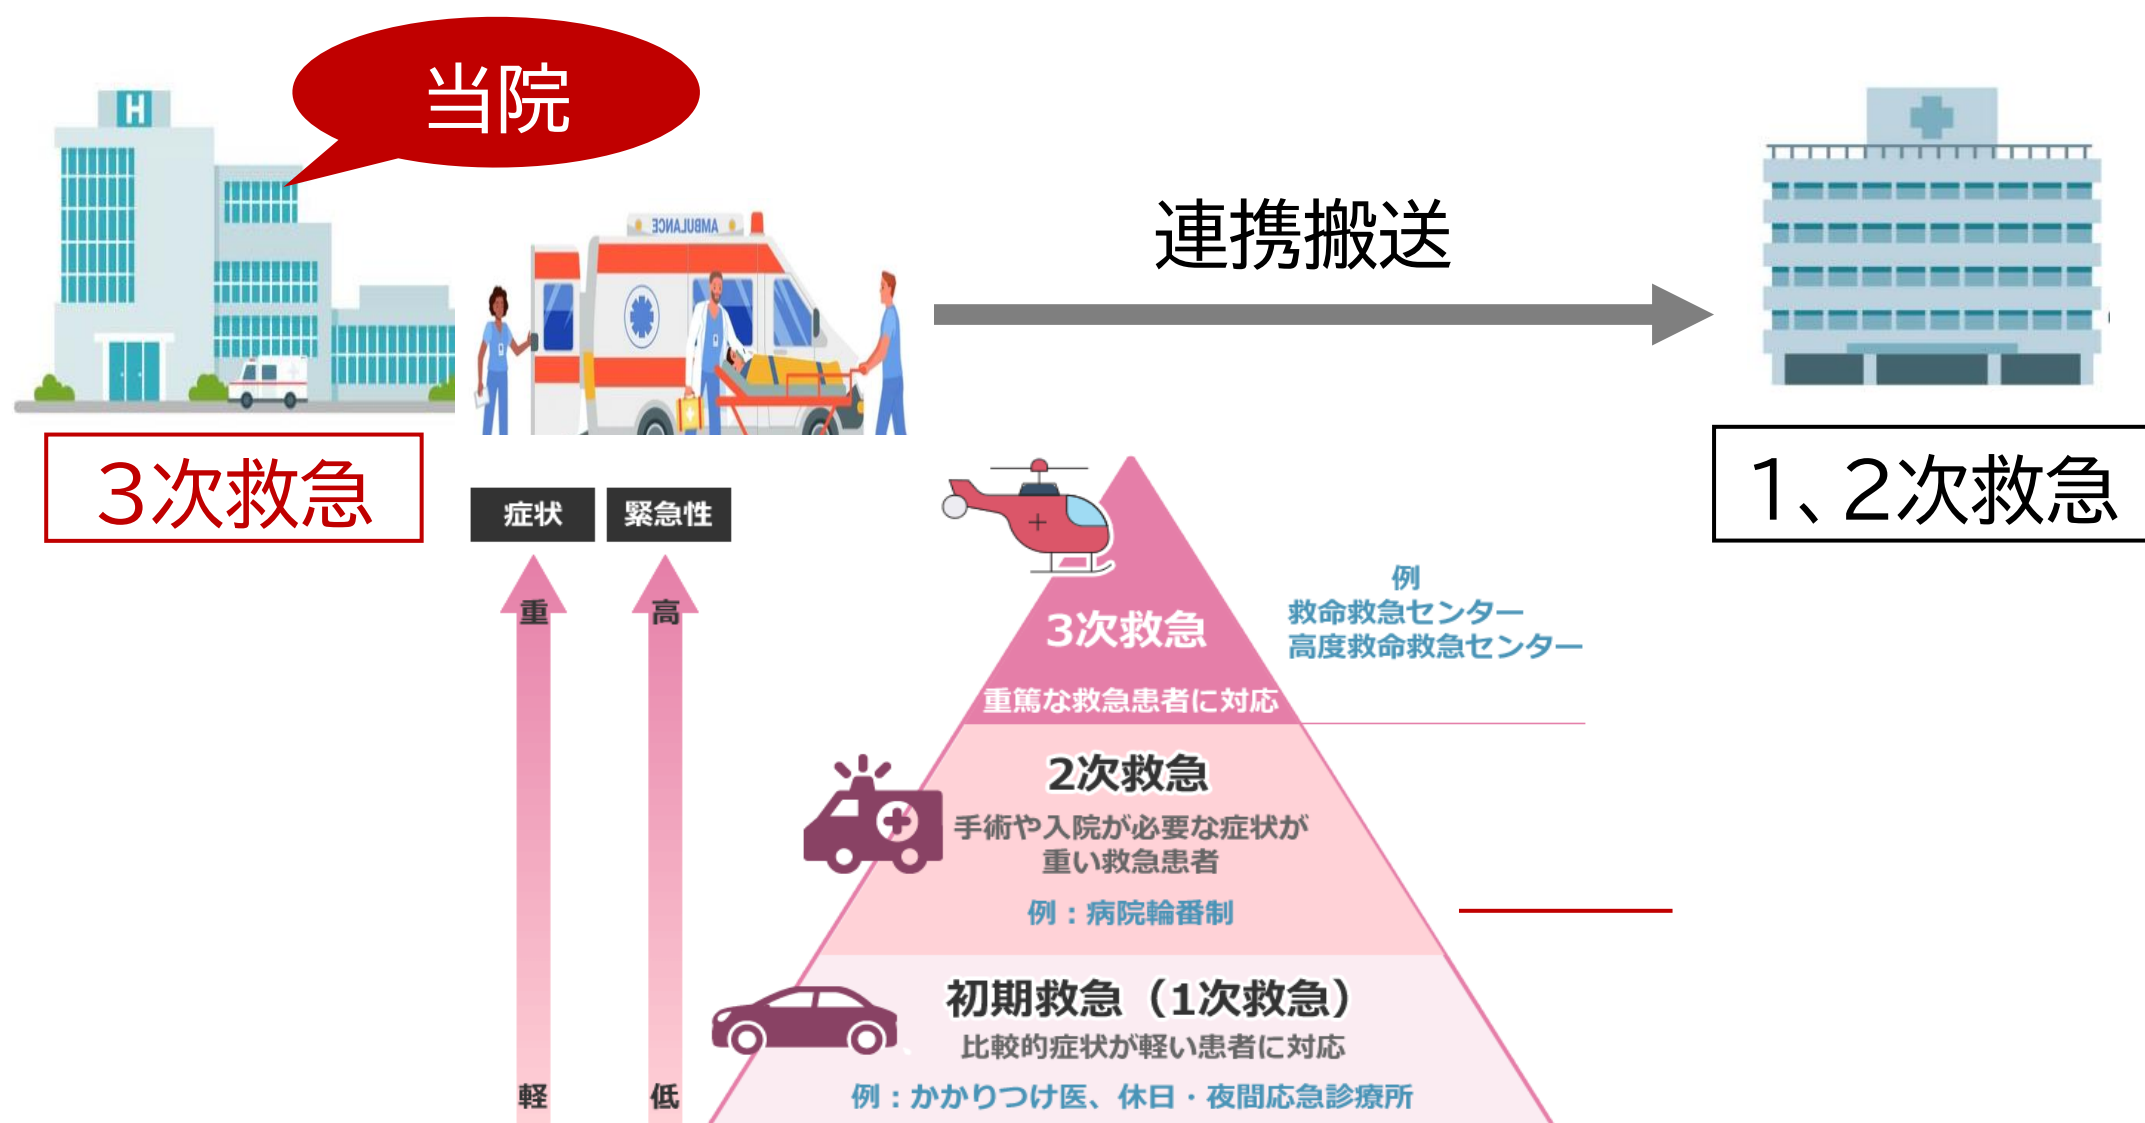 当院
H
AMBULANCE
連携搬送
3次救急
1、2次救急
症状 緊急性
重 高
例
救命救急センター
高度救命救急センター
3次救急
重篤な救急患者に対応
2次救急
手術や入院が必要な症状が
重い救急患者
例：病院輪番制
初期救急（1次救急）
比較的症状が軽い患者に対応
軽 低
例：かかりつけ医、休日・夜間応急診療所